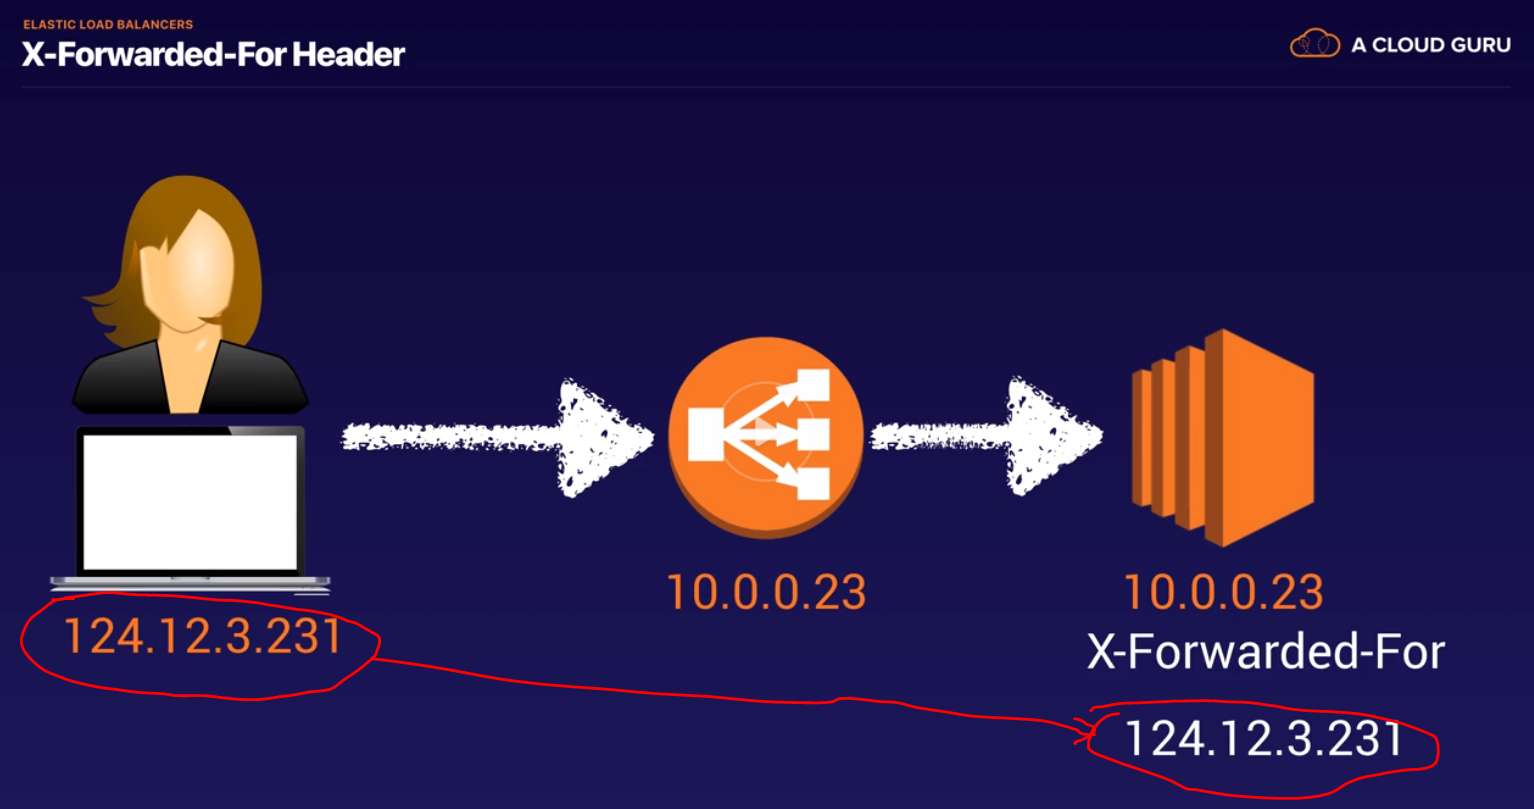 ELASTIC LOAD BALANCERS
X-Forwarded-For Header
A CLOUD GURU
10.0.0.23
10.0.0.23
124.12.3.231
X-Forwarded-For
124.12.3.231